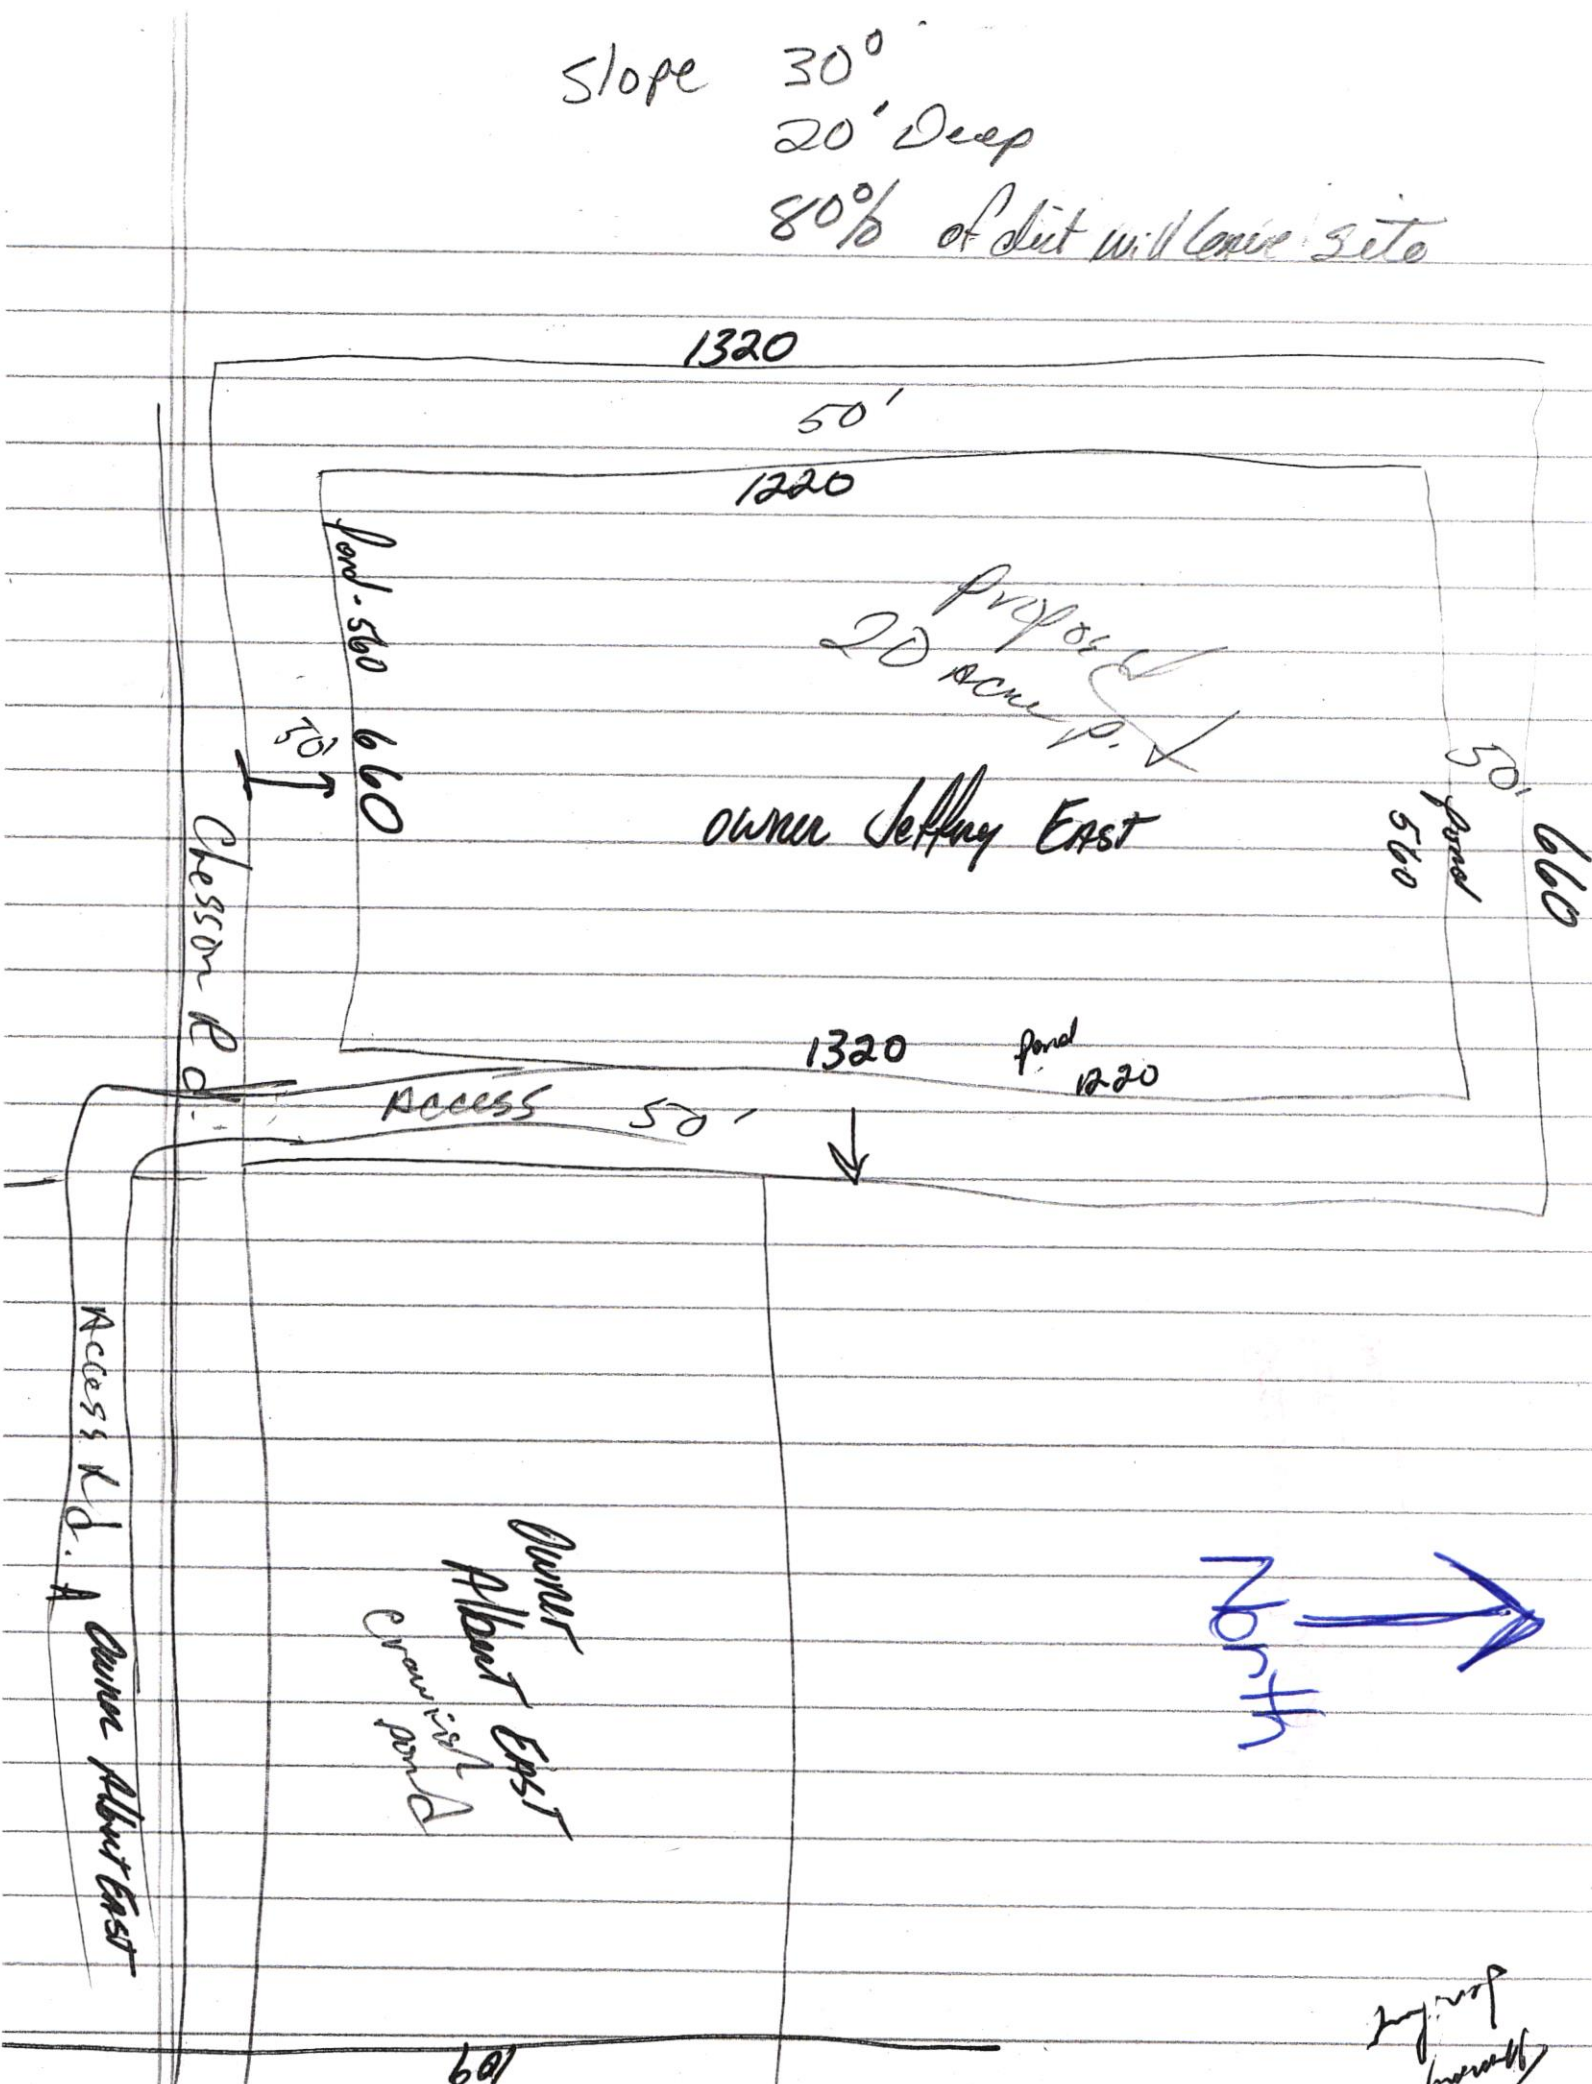 Slope 30°
20' Deep
80% of dirt will leave site
1320
50'
1220
Pond - 560 660
50'
Proposed
20 Acre
Owner Jeffrey East
50'
Pond
560
660
1320 Pond
1220
Chesson Rd.
Access 50'
Access Rd. A Owner Albert East
Owner
Albert East
Crawfish
pond
North